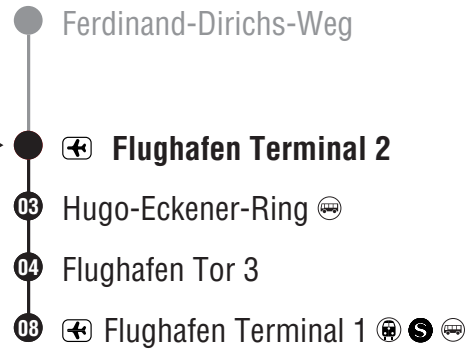 Ferdinand-Dirichs-Weg
Flughafen Terminal 2
03 Hugo-Eckener-Ring
04 Flughafen Tor 3
08 Flughafen Terminal 1 S